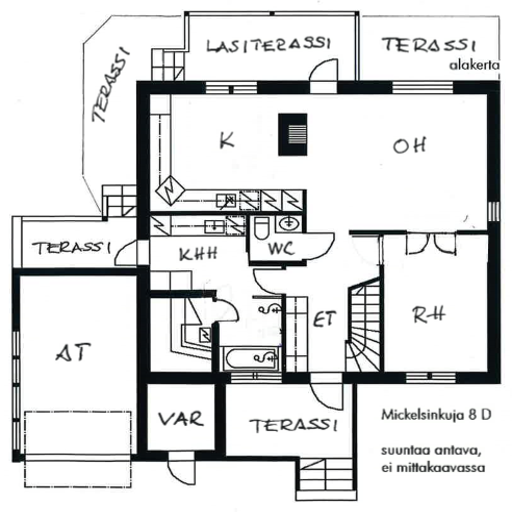 LASITERASSI
TERASSI
alakerta
TERASSI
K
OH
TERASSI
KHH
WC
ET
RH
AT
VAR
TERASSI
Mickelsinkuja 8 D
suuntaa antava,
ei mittakaavassa